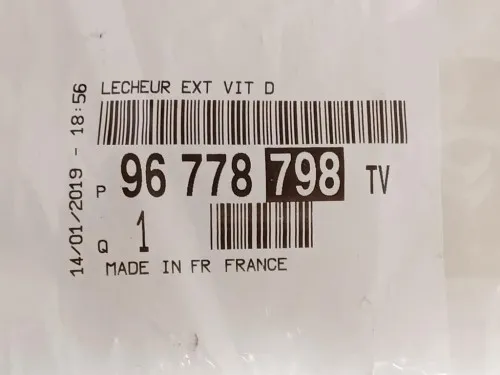 LECHEUR EXT VIT D
P 96 778 798 TV
Q 1
MADE IN FR FRANCE
14/01/2019 - 18:56